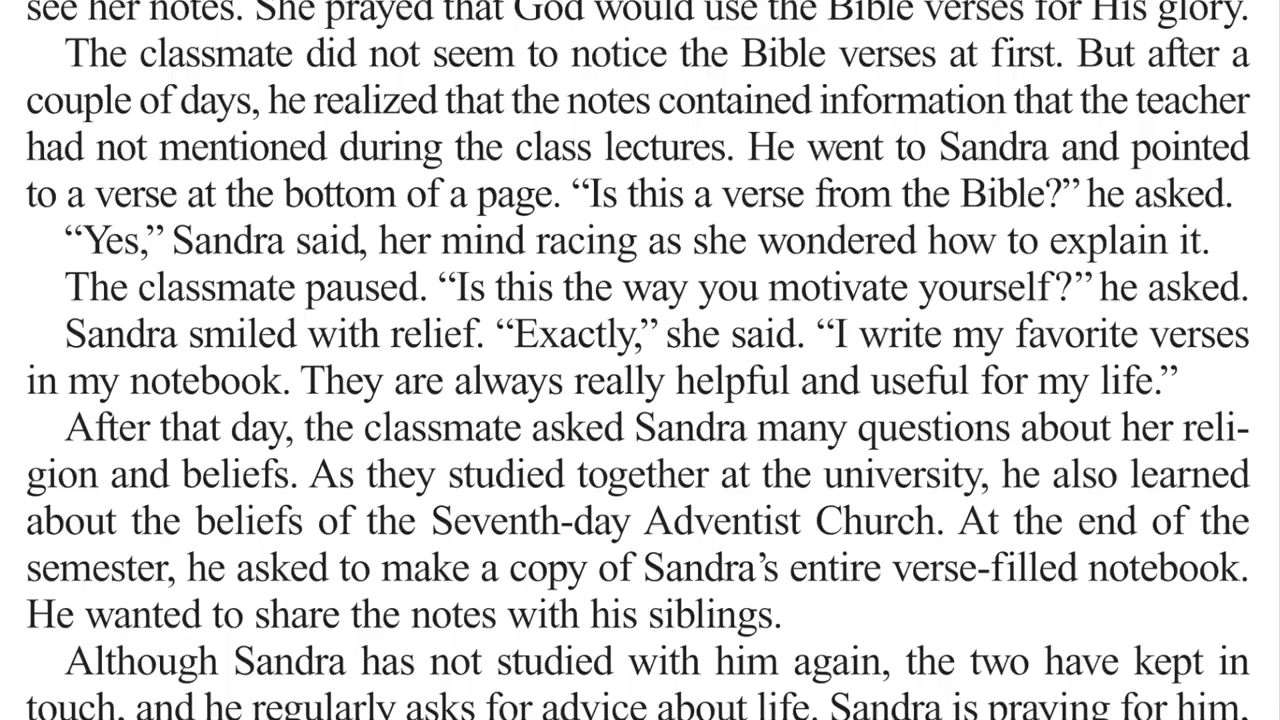 see her notes. She prayed that God would use the Bible verses for His glory.
The classmate did not seem to notice the Bible verses at first. But after a
couple of days, he realized that the notes contained information that the teacher
had not mentioned during the class lectures. He went to Sandra and pointed
to a verse at the bottom of a page. “Is this a verse from the Bible?” he asked.
“Yes,” Sandra said, her mind racing as she wondered how to explain it.
The classmate paused. “Is this the way you motivate yourself?” he asked.
Sandra smiled with relief. “Exactly,” she said. “I write my favorite verses
in my notebook. They are always really helpful and useful for my life.”
After that day, the classmate asked Sandra many questions about her reli-
gion and beliefs. As they studied together at the university, he also learned
about the beliefs of the Seventh-day Adventist Church. At the end of the
semester, he asked to make a copy of Sandra’s entire verse-filled notebook.
He wanted to share the notes with his siblings.
Although Sandra has not studied with him again, the two have kept in
touch, and he regularly asks for advice about life. Sandra is praying for him.